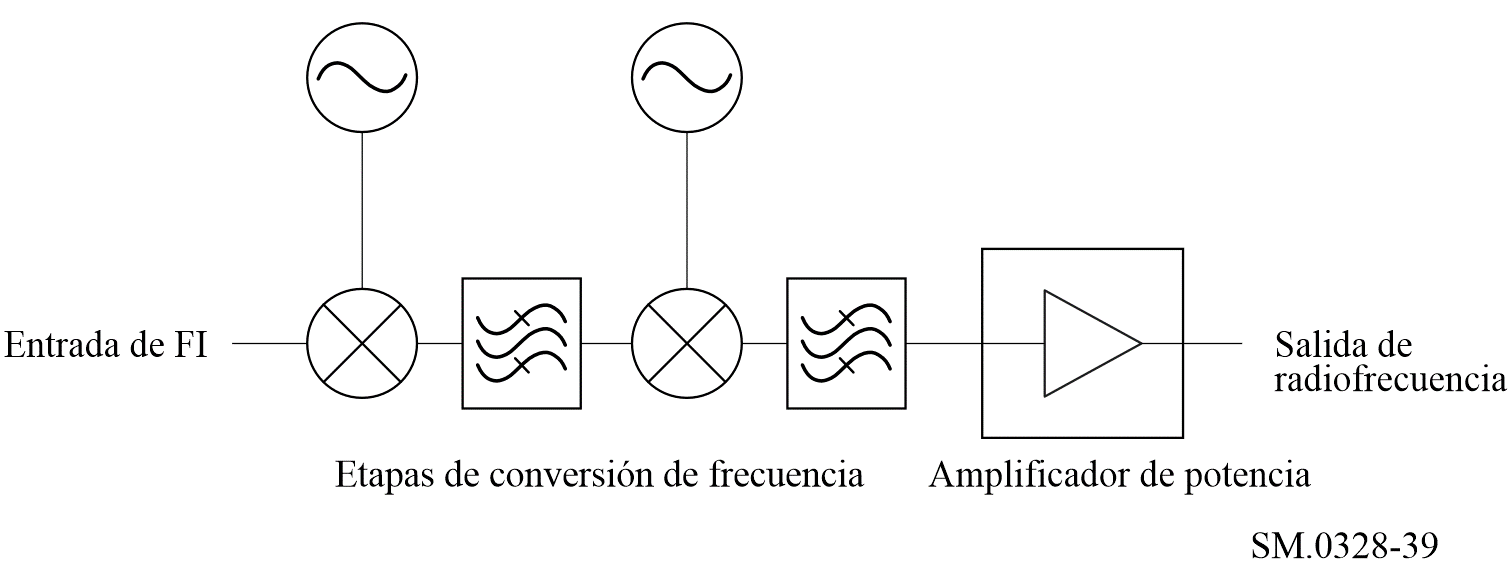 Entrada de FI
Salida de
radiofrecuencia
Etapas de conversión de frecuencia
Amplificador de potencia
SM.0328-39